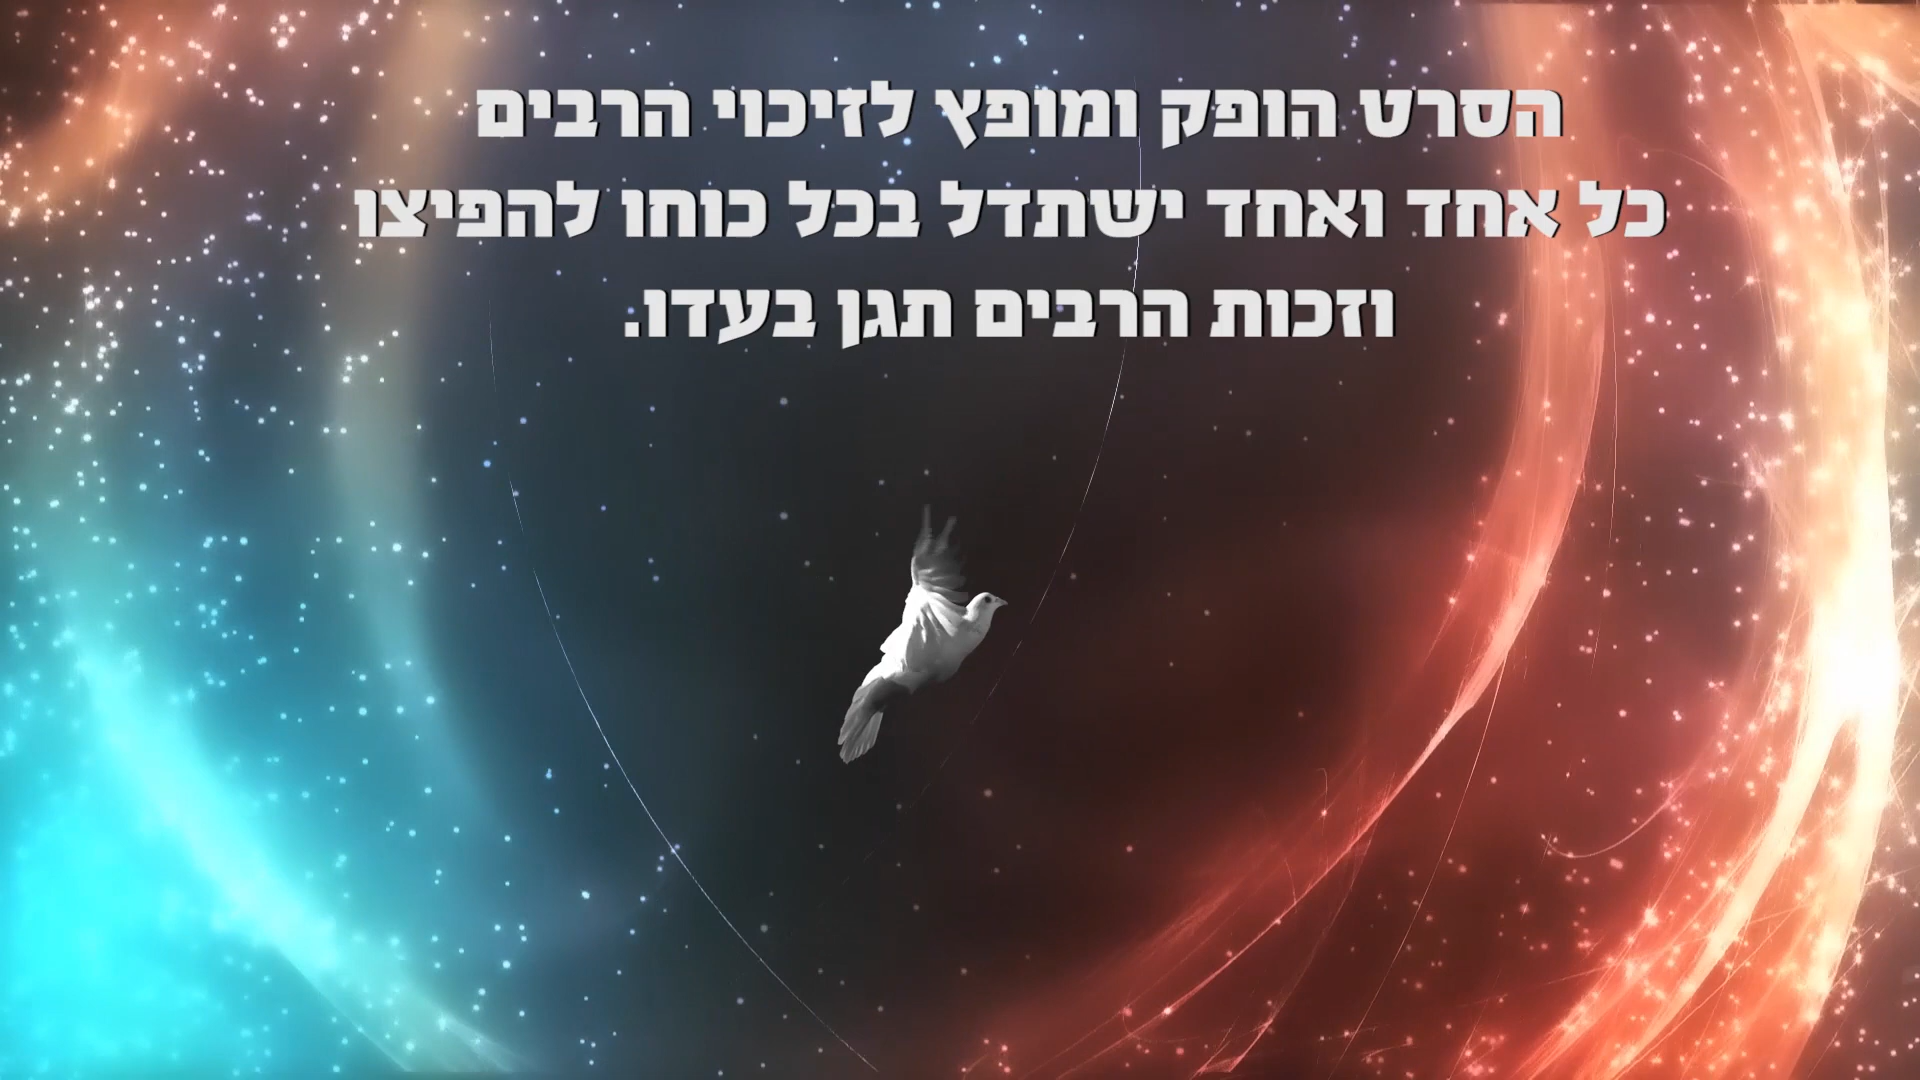 הסרט הופק ומופץ לזיכוי הרבים
כל אחד ואחד ישתדל בכל כוחו להפיצו
וזכות הרבים תגן בעדו.